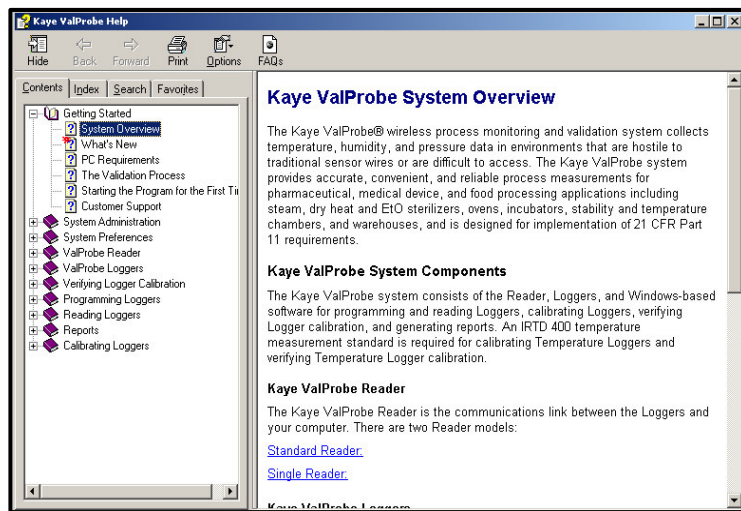 Kaye ValProbe Help
Hide Back Forward Print Options FAQs
Contents Index Search Favorites
Getting Started
System Overview
What's New
PC Requirements
The Validation Process
Starting the Program for the First Ti
Customer Support
System Administration
System Preferences
ValProbe Reader
ValProbe Loggers
Verifying Logger Calibration
Programming Loggers
Reading Loggers
Reports
Calibrating Loggers
Kaye ValProbe System Overview
The Kaye ValProbe® wireless process monitoring and validation system collects
temperature, humidity, and pressure data in environments that are hostile to
traditional sensor wires or are difficult to access. The Kaye ValProbe system
provides accurate, convenient, and reliable process measurements for
pharmaceutical, medical device, and food processing applications including
steam, dry heat and EtO sterilizers, ovens, incubators, stability and temperature
chambers, and warehouses, and is designed for implementation of 21 CFR Part
11 requirements.
Kaye ValProbe System Components
The Kaye ValProbe system consists of the Reader, Loggers, and Windows-based
software for programming and reading Loggers, calibrating Loggers, verifying
Logger calibration, and generating reports. An IRTD 400 temperature
measurement standard is required for calibrating Temperature Loggers and
verifying Temperature Logger calibration.
Kaye ValProbe Reader
The Kaye ValProbe Reader is the communications link between the Loggers and
your computer. There are two Reader models:
Standard Reader:
Single Reader:
Kaye ValProbe Loggers